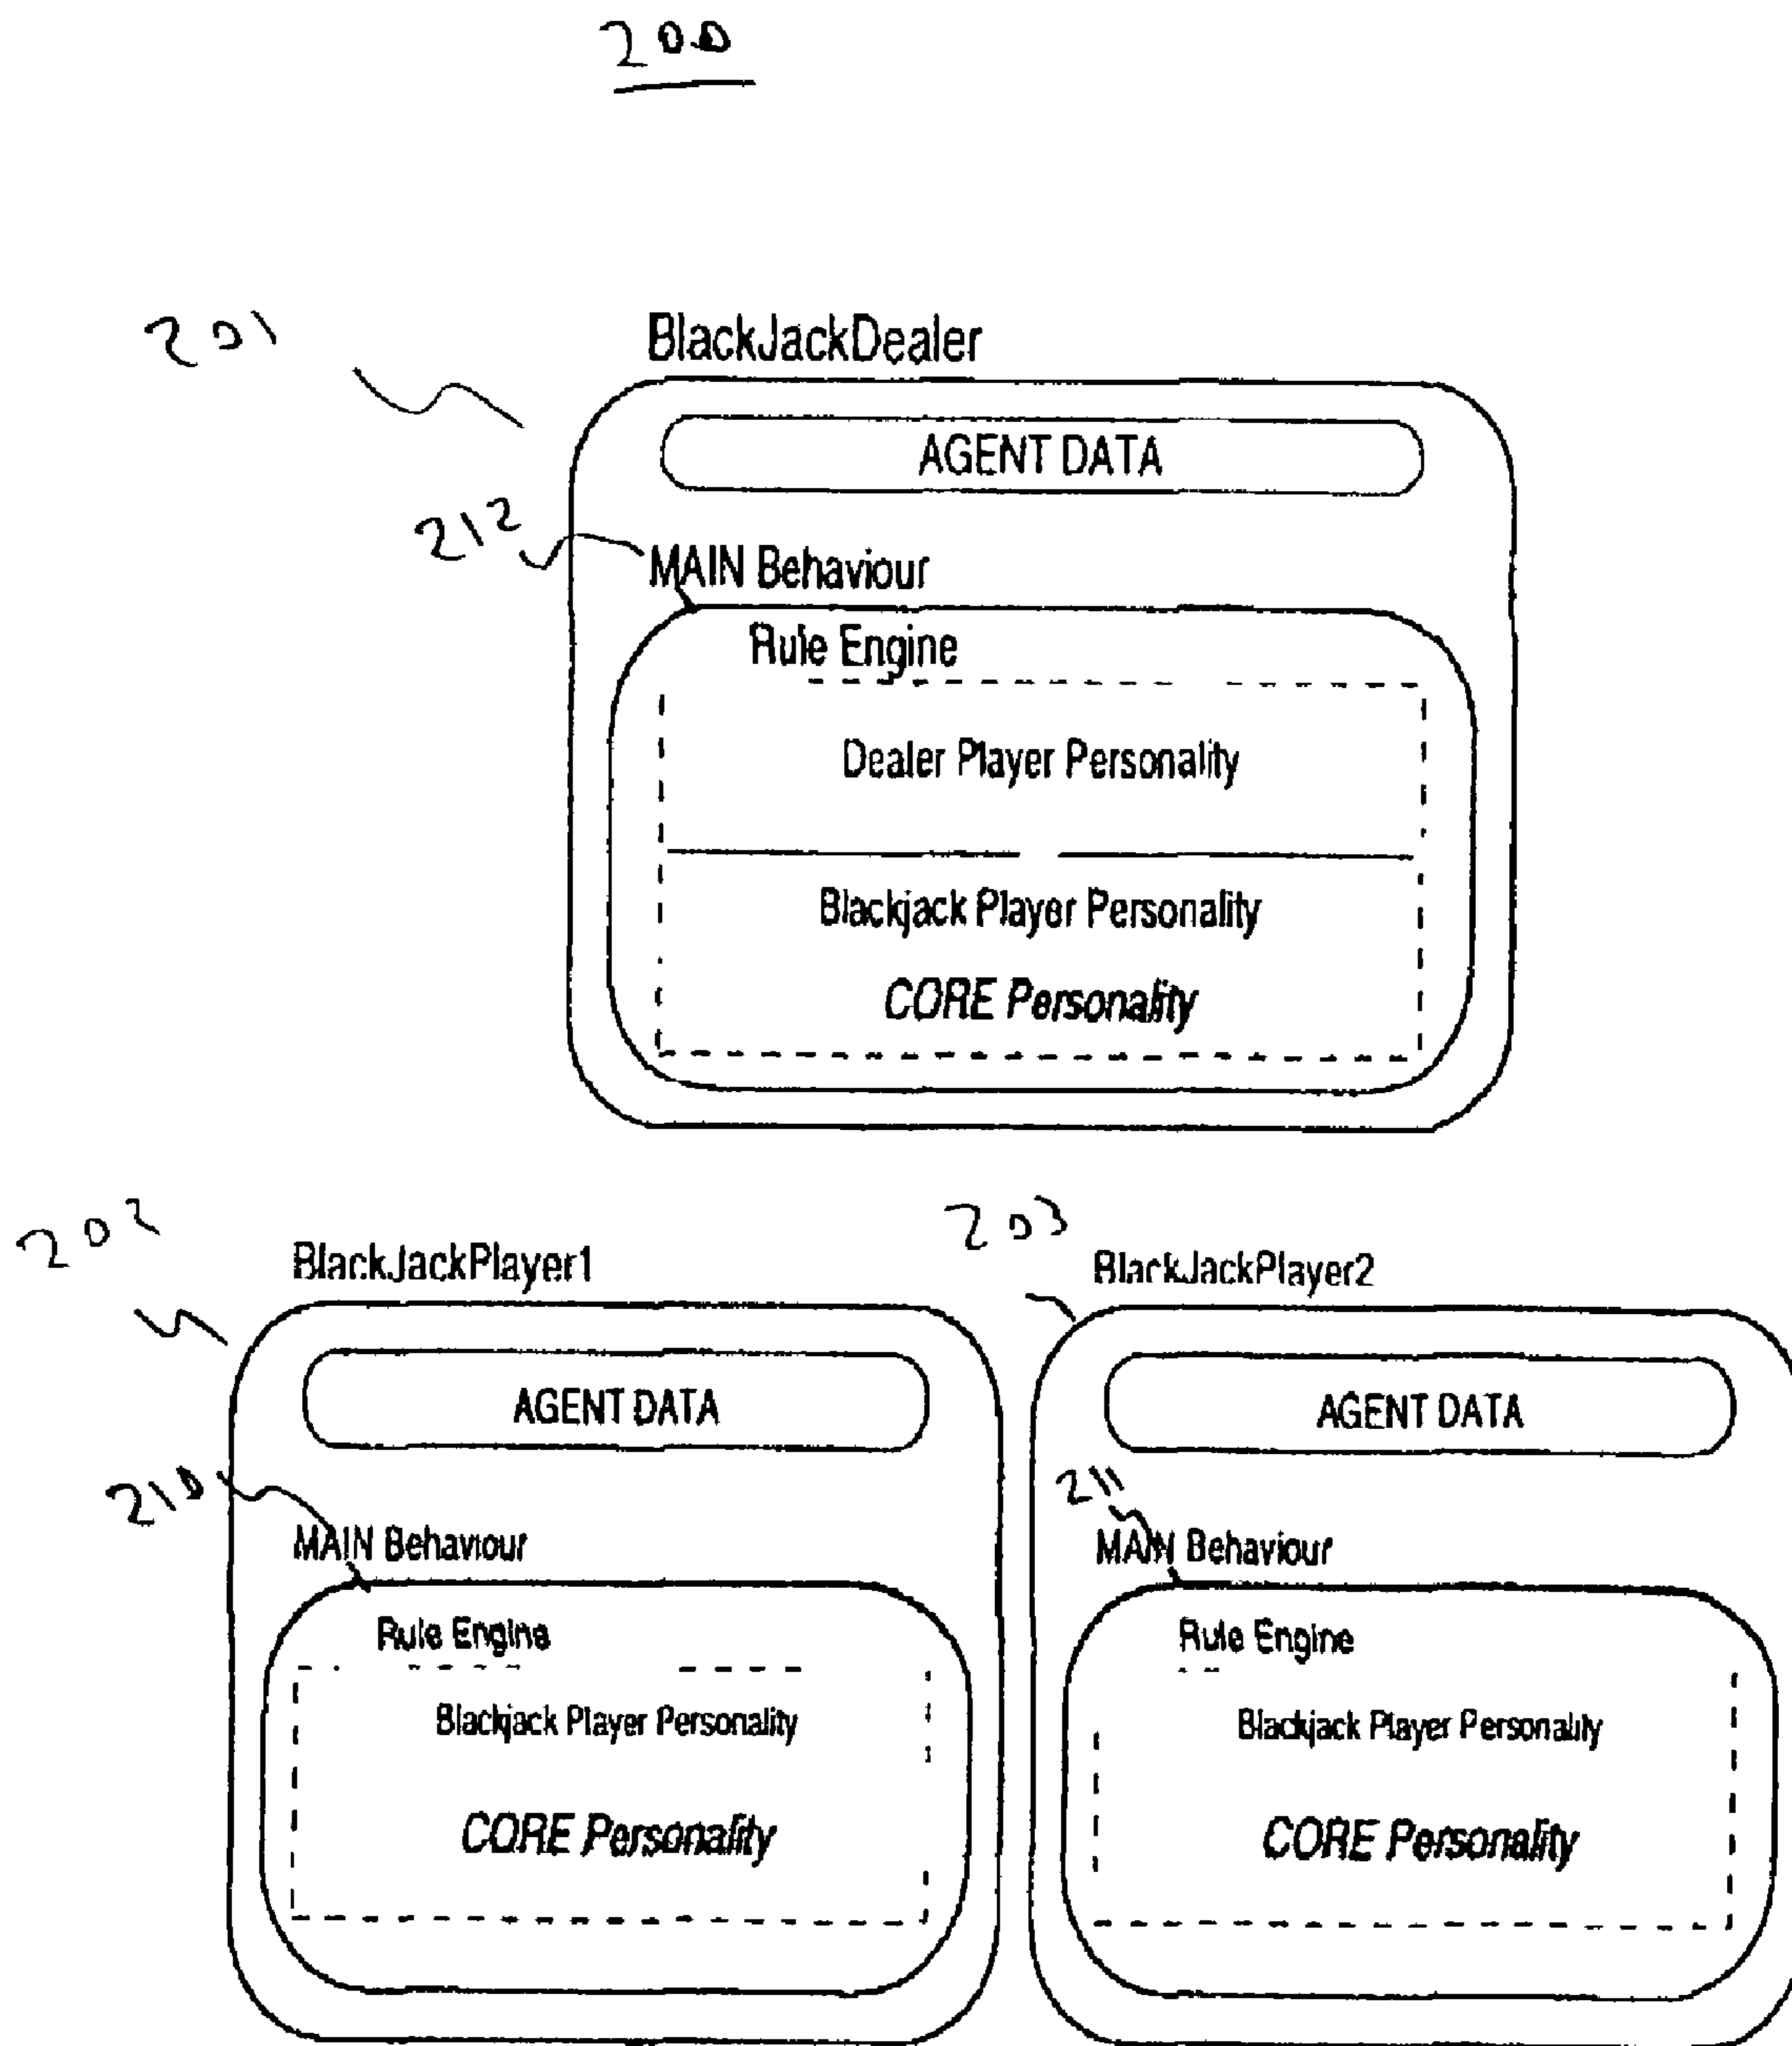 200
201
BlackJackDealer
AGENT DATA
212
MAIN Behaviour
Rule Engine
Dealer Player Personality
Blackjack Player Personality
CORE Personality
202
BlackJackPlayer1
AGENT DATA
210
MAIN Behaviour
Rule Engine
Blackjack Player Personality
CORE Personality
203
BlackJackPlayer2
AGENT DATA
211
MAIN Behaviour
Rule Engine
Blackjack Player Personality
CORE Personality